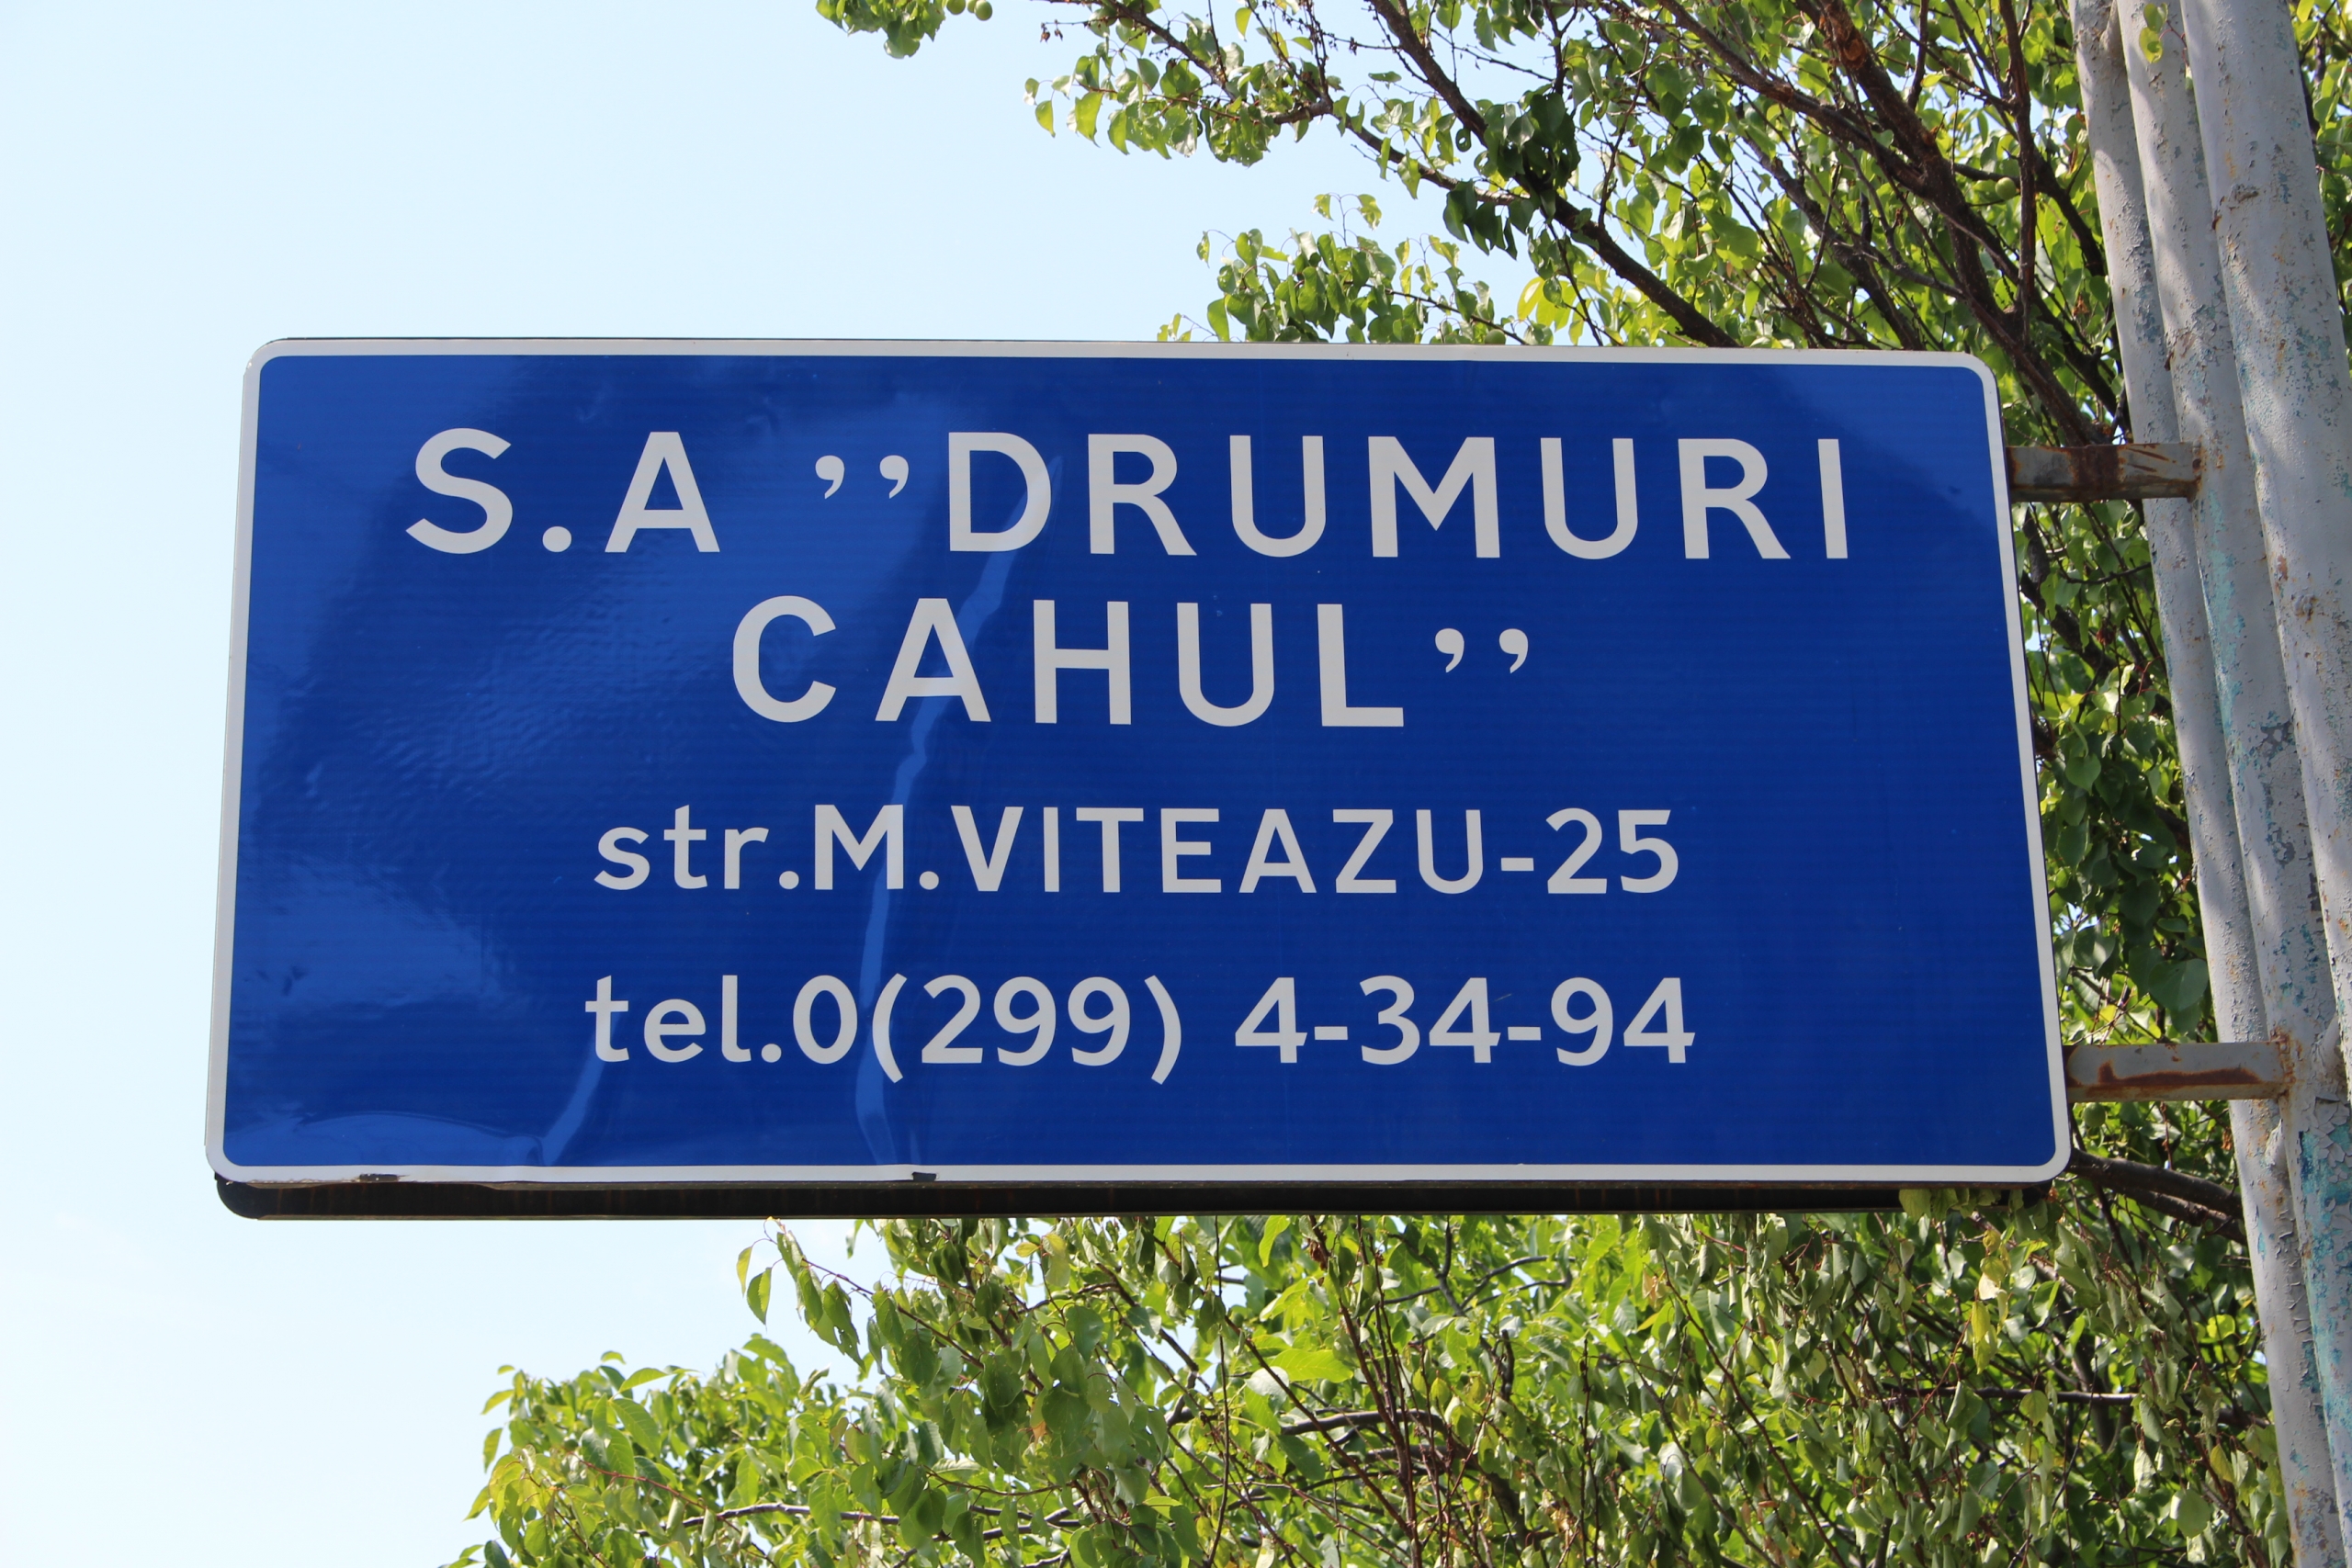 S.A ’’DRUMURI
CAHUL’’
str.M.VITEAZU-25
tel.0(299) 4-34-94